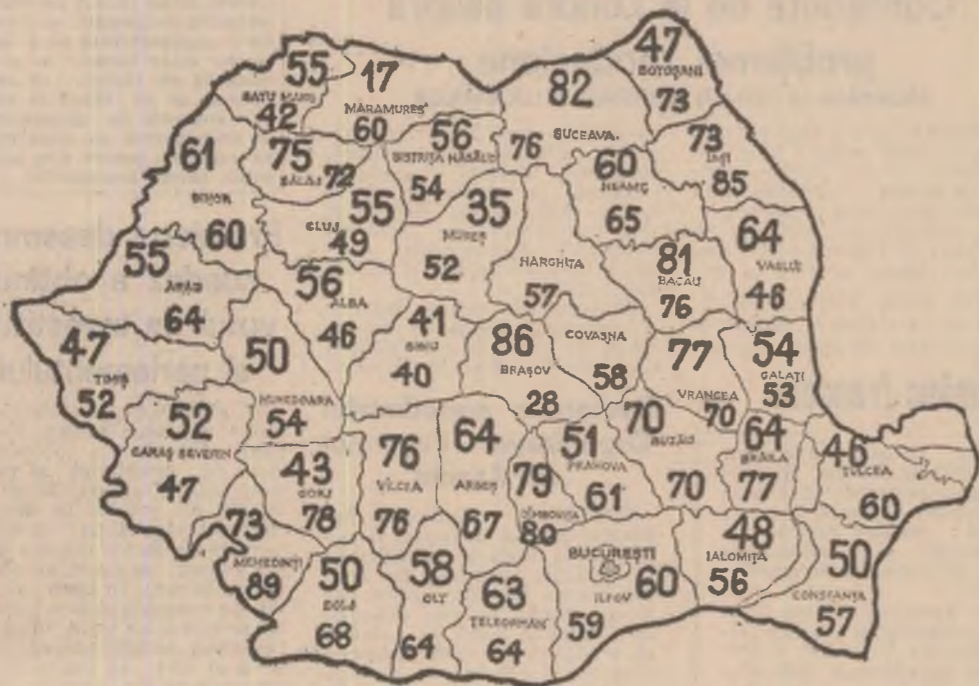 47
BOTOȘANI
73
55
SATU MARE
42
17
MARAMUREȘ
60
82
SUCEAVA
76
56
BISTRIȚA NĂSĂUD
54
73
IAȘI
85
75
SĂLAJ
72
61
BIHOR
60
60
NEAMȚ
65
55
CLUJ
49
35
MUREȘ
52
64
VASLUI
46
HARGHITA
57
81
BACĂU
76
55
ARAD
64
56
ALBA
46
41
SIBIU
40
86
BRAȘOV
28
COVASNA
58
77
VRANCEA
70
54
GALAȚI
53
47
TIMIȘ
52
50
HUNEDOARA
54
52
CARAȘ SEVERIN
47
43
GORJ
78
76
VÎLCEA
76
64
ARGEȘ
67
79
DÎMBOVIȚA
80
51
PRAHOVA
61
70
BUZĂU
70
64
BRĂILA
77
46
TULCEA
60
73
MEHEDINȚI
89
50
DOLJ
68
58
OLT
64
63
TELEORMAN
64
BUCUREȘTI
60
ILFOV
59
48
IALOMIȚA
56
50
CONSTANȚA
57